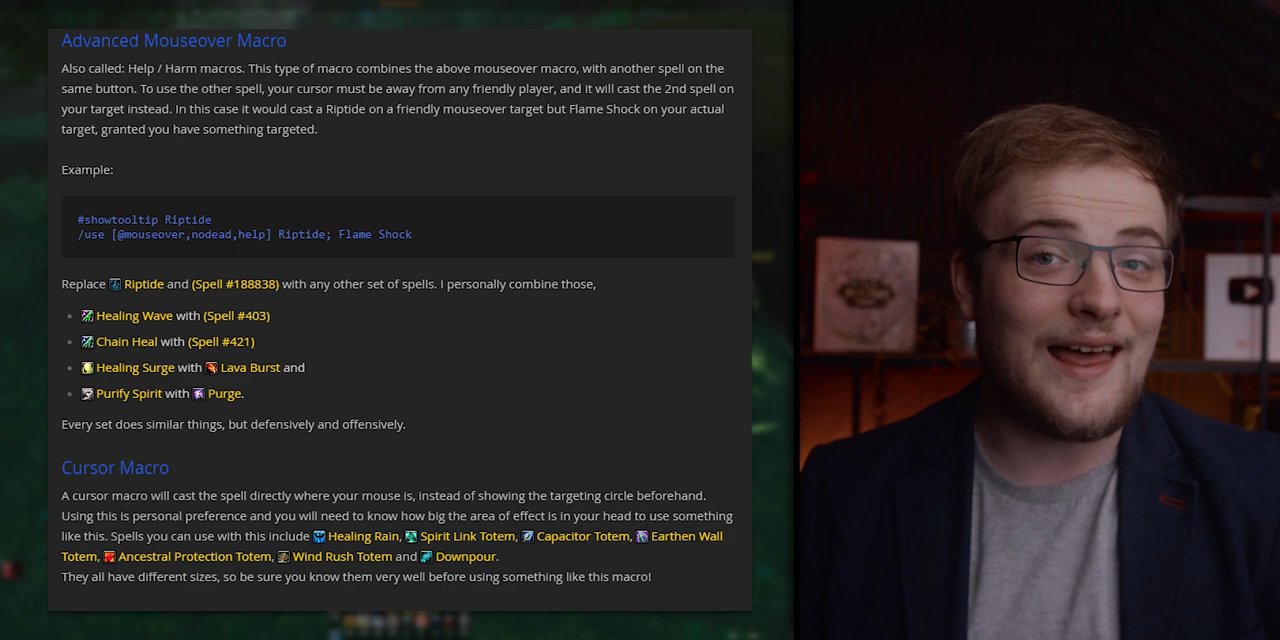 Advanced Mouseover Macro
Also called: Help / Harm macros. This type of macro combines the above mouseover macro, with another spell on the
same button. To use the other spell, your cursor must be away from any friendly player, and it will cast the 2nd spell on
your target instead. In this case it would cast a Riptide on a friendly mouseover target but Flame Shock on your actual
target, granted you have something targeted.
Example:
#showtooltip Riptide
/use [@mouseover,nodead,help] Riptide; Flame Shock
Replace Riptide and (Spell #188838) with any other set of spells. I personally combine those,
Healing Wave with (Spell #403)
Chain Heal with (Spell #421)
Healing Surge with Lava Burst and
Purify Spirit with Purge.
Every set does similar things, but defensively and offensively.
Cursor Macro
A cursor macro will cast the spell directly where your mouse is, instead of showing the targeting circle beforehand.
Using this is personal preference and you will need to know how big the area of effect is in your head to use something
like this. Spells you can use with this include Healing Rain, Spirit Link Totem, Capacitor Totem, Earthen Wall
Totem, Ancestral Protection Totem, Wind Rush Totem and Downpour.
They all have different sizes, so be sure you know them very well before using something like this macro!